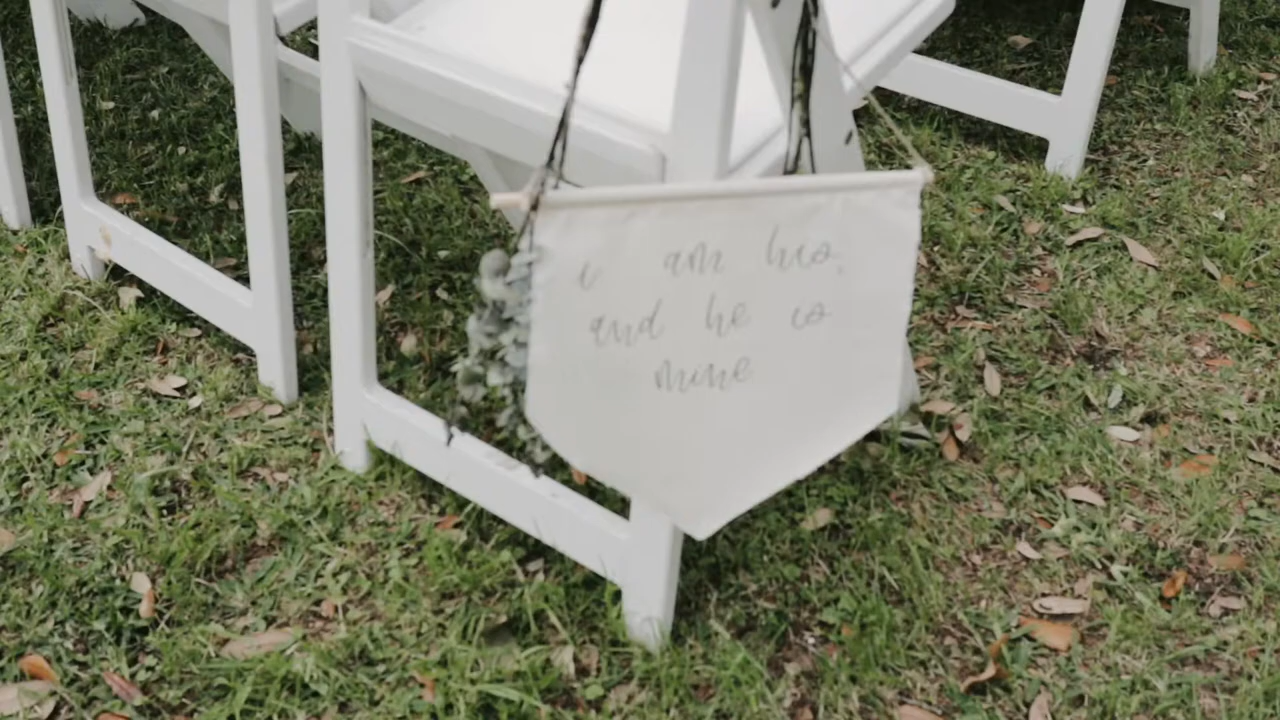 i am his,
and he is
mine